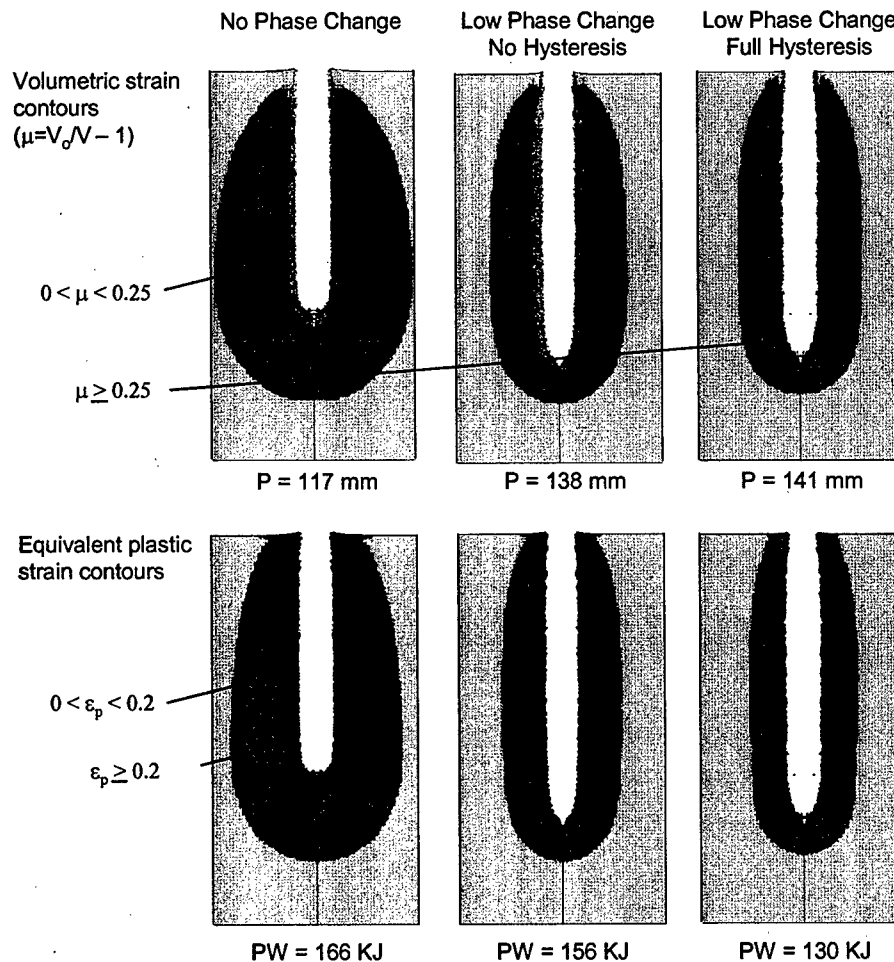 No Phase Change
Low Phase Change
No Hysteresis
Low Phase Change
Full Hysteresis
Volumetric strain
contours
(μ=V₀/V – 1)
0 < μ < 0.25
μ ≥ 0.25
P = 117 mm
P = 138 mm
P = 141 mm
Equivalent plastic
strain contours
0 < εₚ < 0.2
εₚ ≥ 0.2
PW = 166 KJ
PW = 156 KJ
PW = 130 KJ